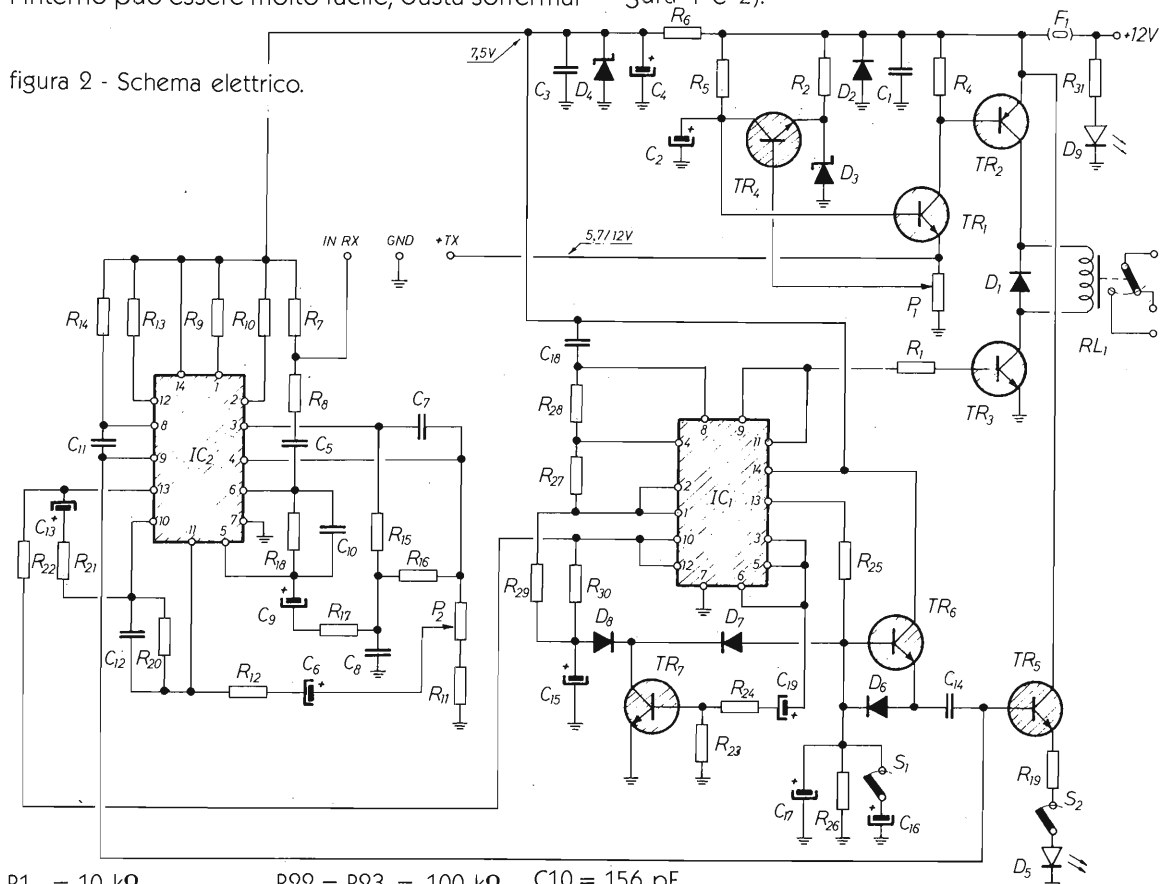 l'interno può essere molto facile, basta soffermar-
gura 1 e 2).
figura 2 - Schema elettrico.
7,5V
R6
F1
+12V
C3
D4
C4
R5
R2
D2
C1
R4
R31
C2
TR4
D3
TR2
D9
TR1
IN RX
GND
+TX
5,7/12V
P1
D1
RL1
R14
R13
R9
R10
R7
C18
R1
TR3
14
1
12
2
R8
C7
R28
8
9
8
3
C11
IC2
C5
4
11
9
4
R27
14
2
IC1
13
6
C13
13
1
10
11
5
7
C10
R15
10
3
R22
R21
R18
R16
R29
R30
12
5
7
6
R25
C9
P2
D8
D7
TR6
C12
R20
R17
C8
TR7
D6
C14
TR5
R12
C6
R11
C15
R24
C19
R23
S1
R19
C17
R26
C16
S2
D5
R1 = 10 kΩ
R22 = R23 = 100 kΩ
C10 = 156 pF